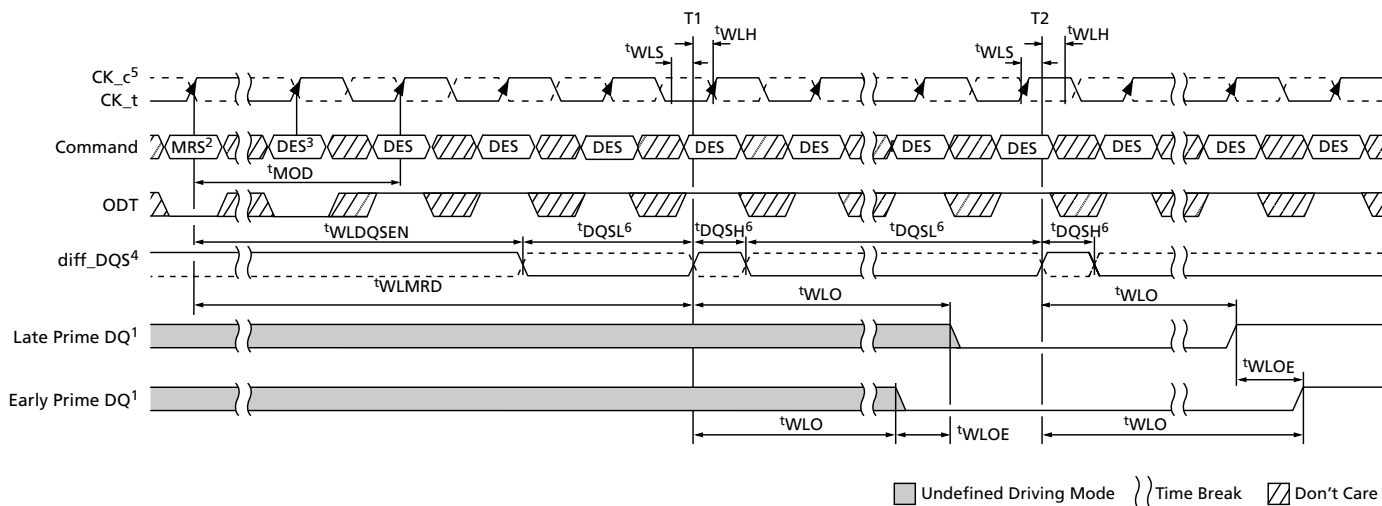 T1 T2
tWLS tWLH tWLS tWLH
CK_c5
CK_t
Command MRS2 DES3 DES DES DES DES DES DES DES DES DES DES
tMOD
ODT
tWLDQSEN tDQSL6 tDQSH6 tDQSL6 tDQSH6
diff_DQS4
tWLMRD tWLO tWLO
Late Prime DQ1
tWLOE
Early Prime DQ1
tWLO tWLOE tWLO
Undefined Driving Mode Time Break Don't Care